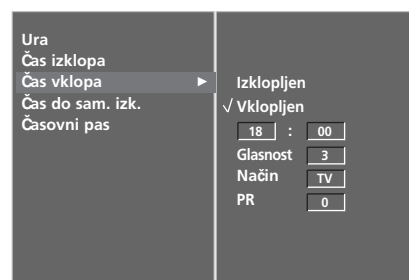 Ura
Čas izklopa
Čas vklopa ►
Čas do sam. izk.
Časovni pas
Izklopljen
√ Vklopljen
18 : 00
Glasnost 3
Način TV
PR 0